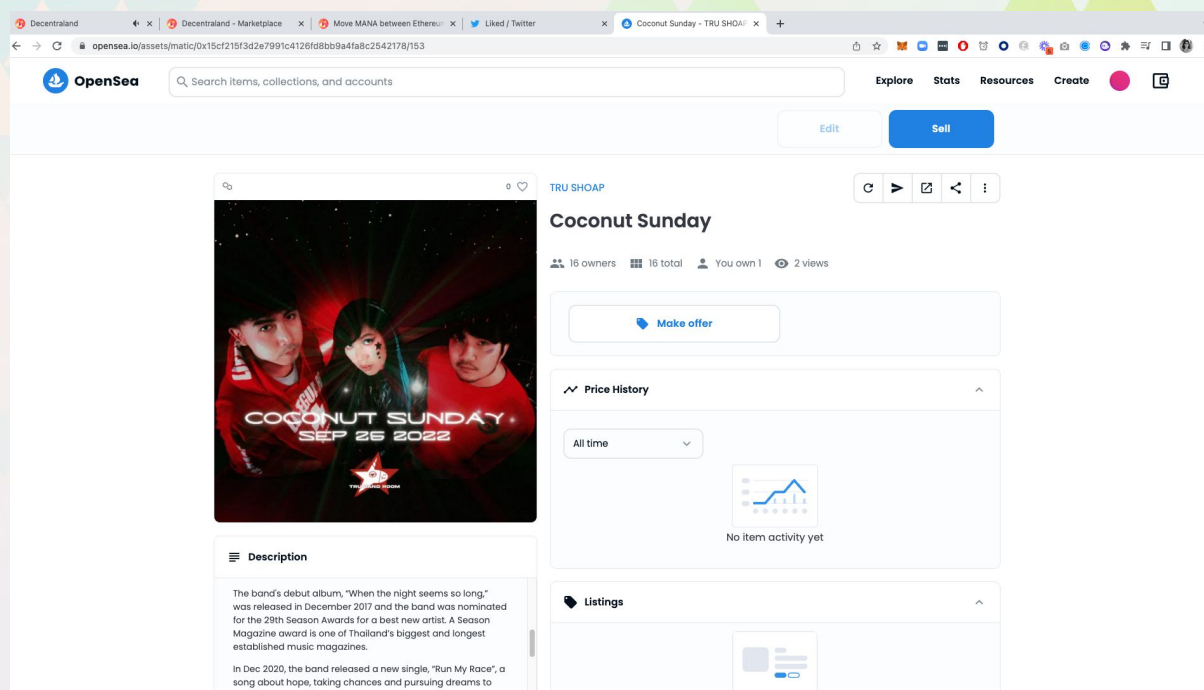 Decentraland
Decentraland - Marketplace
Move MANA between Ethereun
Liked / Twitter
Coconut Sunday - TRU SHOAP
opensea.io/assets/matic/0x15cf215f3d2e7991c4126fd8bb9a4fa8c2542178/153
OpenSea
Search items, collections, and accounts
Explore
Stats
Resources
Create
Edit
Sell
0
COCONUT SUNDAY
SEP 26 2022
TRU BAND ROOM
TRU SHOAP
Coconut Sunday
16 owners
16 total
You own 1
2 views
Make offer
Price History
All time
No item activity yet
Description
The band's debut album, "When the night seems so long,"
was released in December 2017 and the band was nominated
for the 29th Season Awards for a best new artist. A Season
Magazine award is one of Thailand's biggest and longest
established music magazines.
In Dec 2020, the band released a new single, "Run My Race", a
song about hope, taking chances and pursuing dreams to
Listings